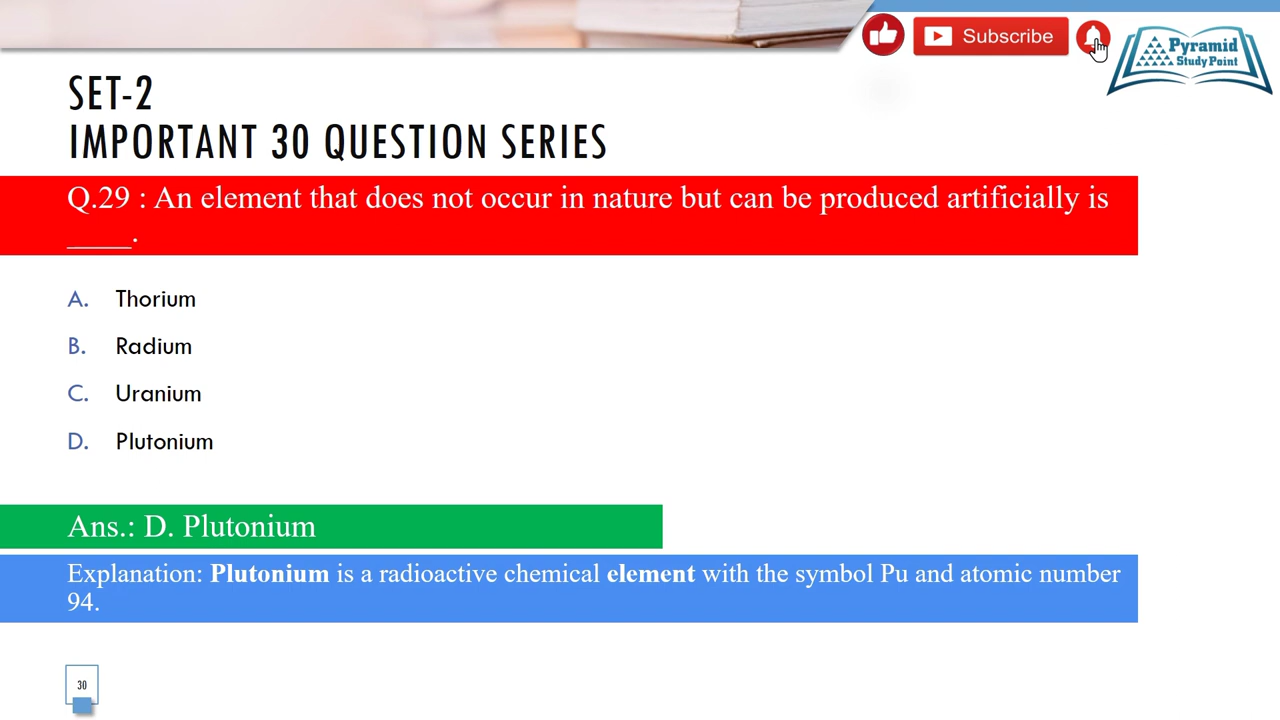 Subscribe
Pyramid
Study Point
SET-2
IMPORTANT 30 QUESTION SERIES
Q.29 : An element that does not occur in nature but can be produced artificially is
____.
A. Thorium
B. Radium
C. Uranium
D. Plutonium
Ans.: D. Plutonium
Explanation: Plutonium is a radioactive chemical element with the symbol Pu and atomic number
94.
30